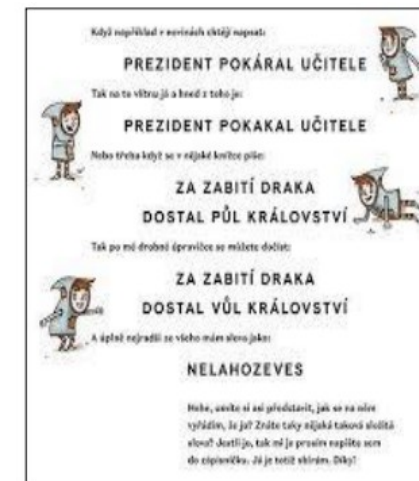 Když například v novinách chtějí napsat:
PREZIDENT POKÁRAL UČITELE
Tak na to vlítnu já a hned z toho je:
PREZIDENT POKAKAL UČITELE
Nebo třeba když se v nějaké knížce píše:
ZA ZABITÍ DRAKA
DOSTAL PŮL KRÁLOVSTVÍ
Tak po mé drobné úpravičce se můžete dočíst:
ZA ZABITÍ DRAKA
DOSTAL VŮL KRÁLOVSTVÍ
A úplně nejradši ze všeho mám slova jako:
NELAHOZEVES
Hehe, umíte si asi představit, jak se na něm
vyřádím, že jo? Znáte taky nějaká taková složitá
slova? Jestli jo, tak mi je prosím napište sem
do zápisníčku. Já je totiž sbírám. Díky!